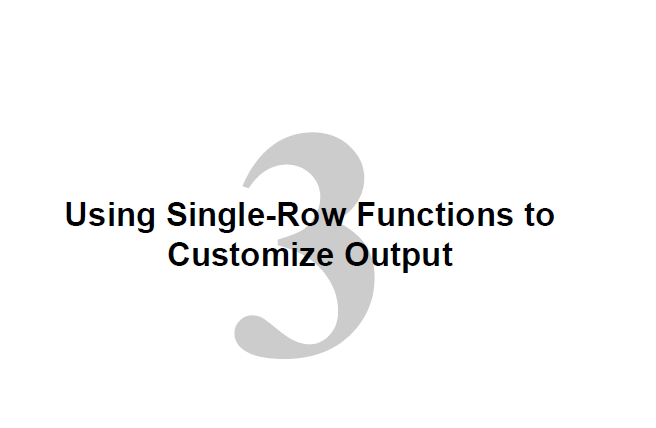 3
Using Single-Row Functions to
Customize Output